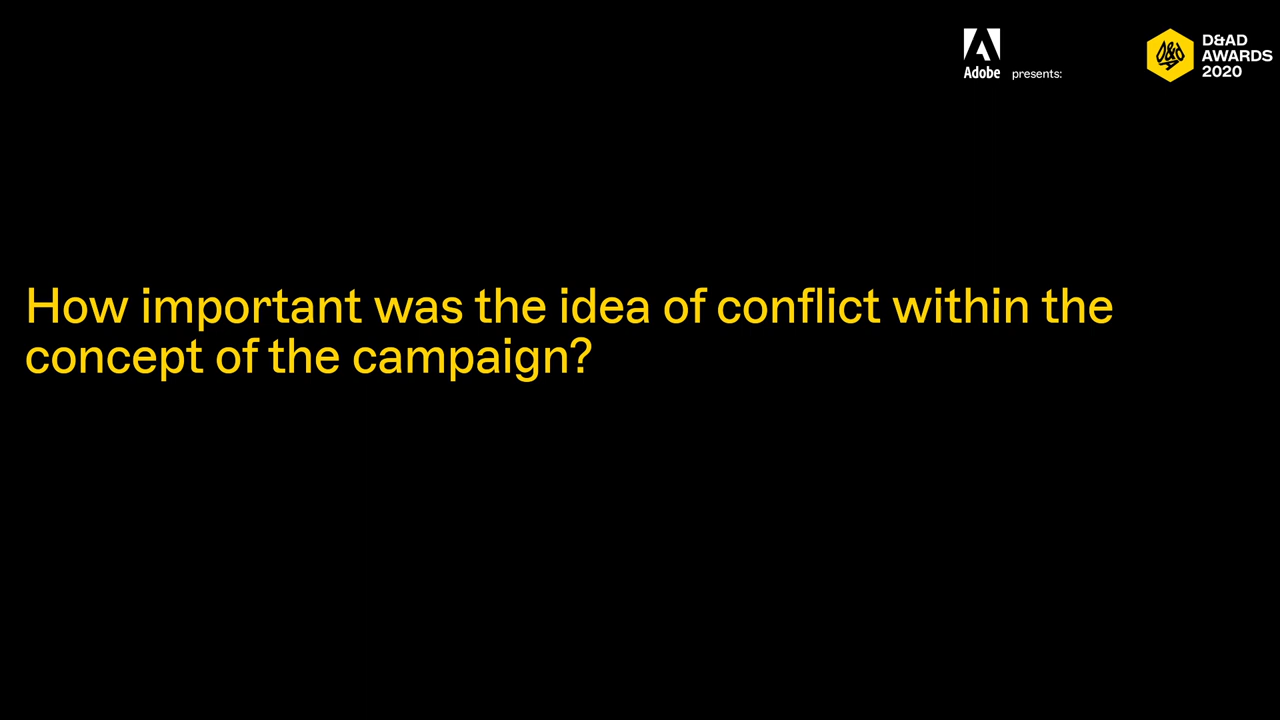 Adobe presents:
D&AD
AWARDS
2020
How important was the idea of conflict within the
concept of the campaign?